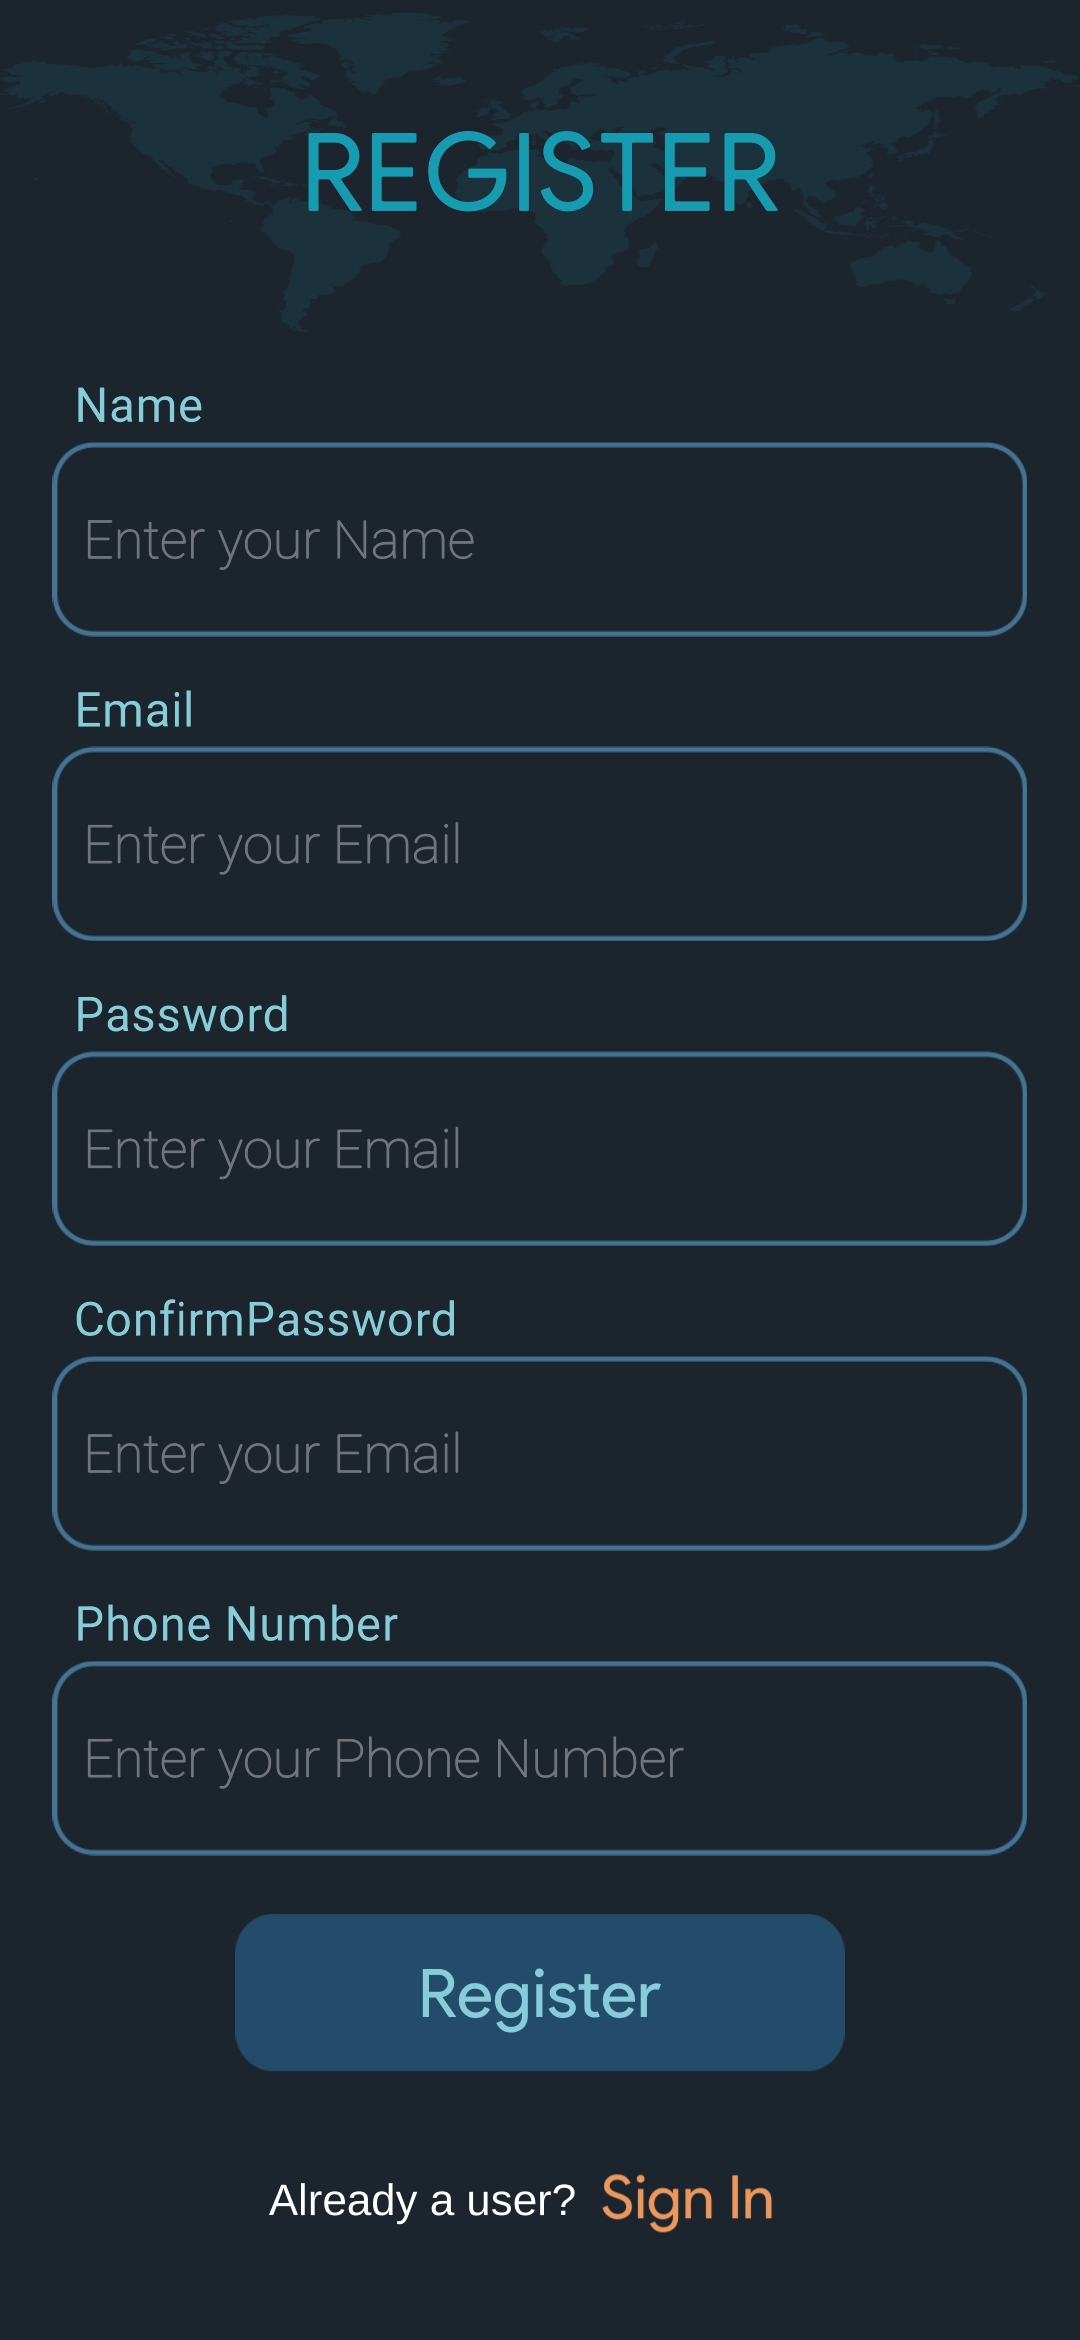 REGISTER
Name
Enter your Name
Email
Enter your Email
Password
Enter your Email
ConfirmPassword
Enter your Email
Phone Number
Enter your Phone Number
Register
Already a user? Sign In